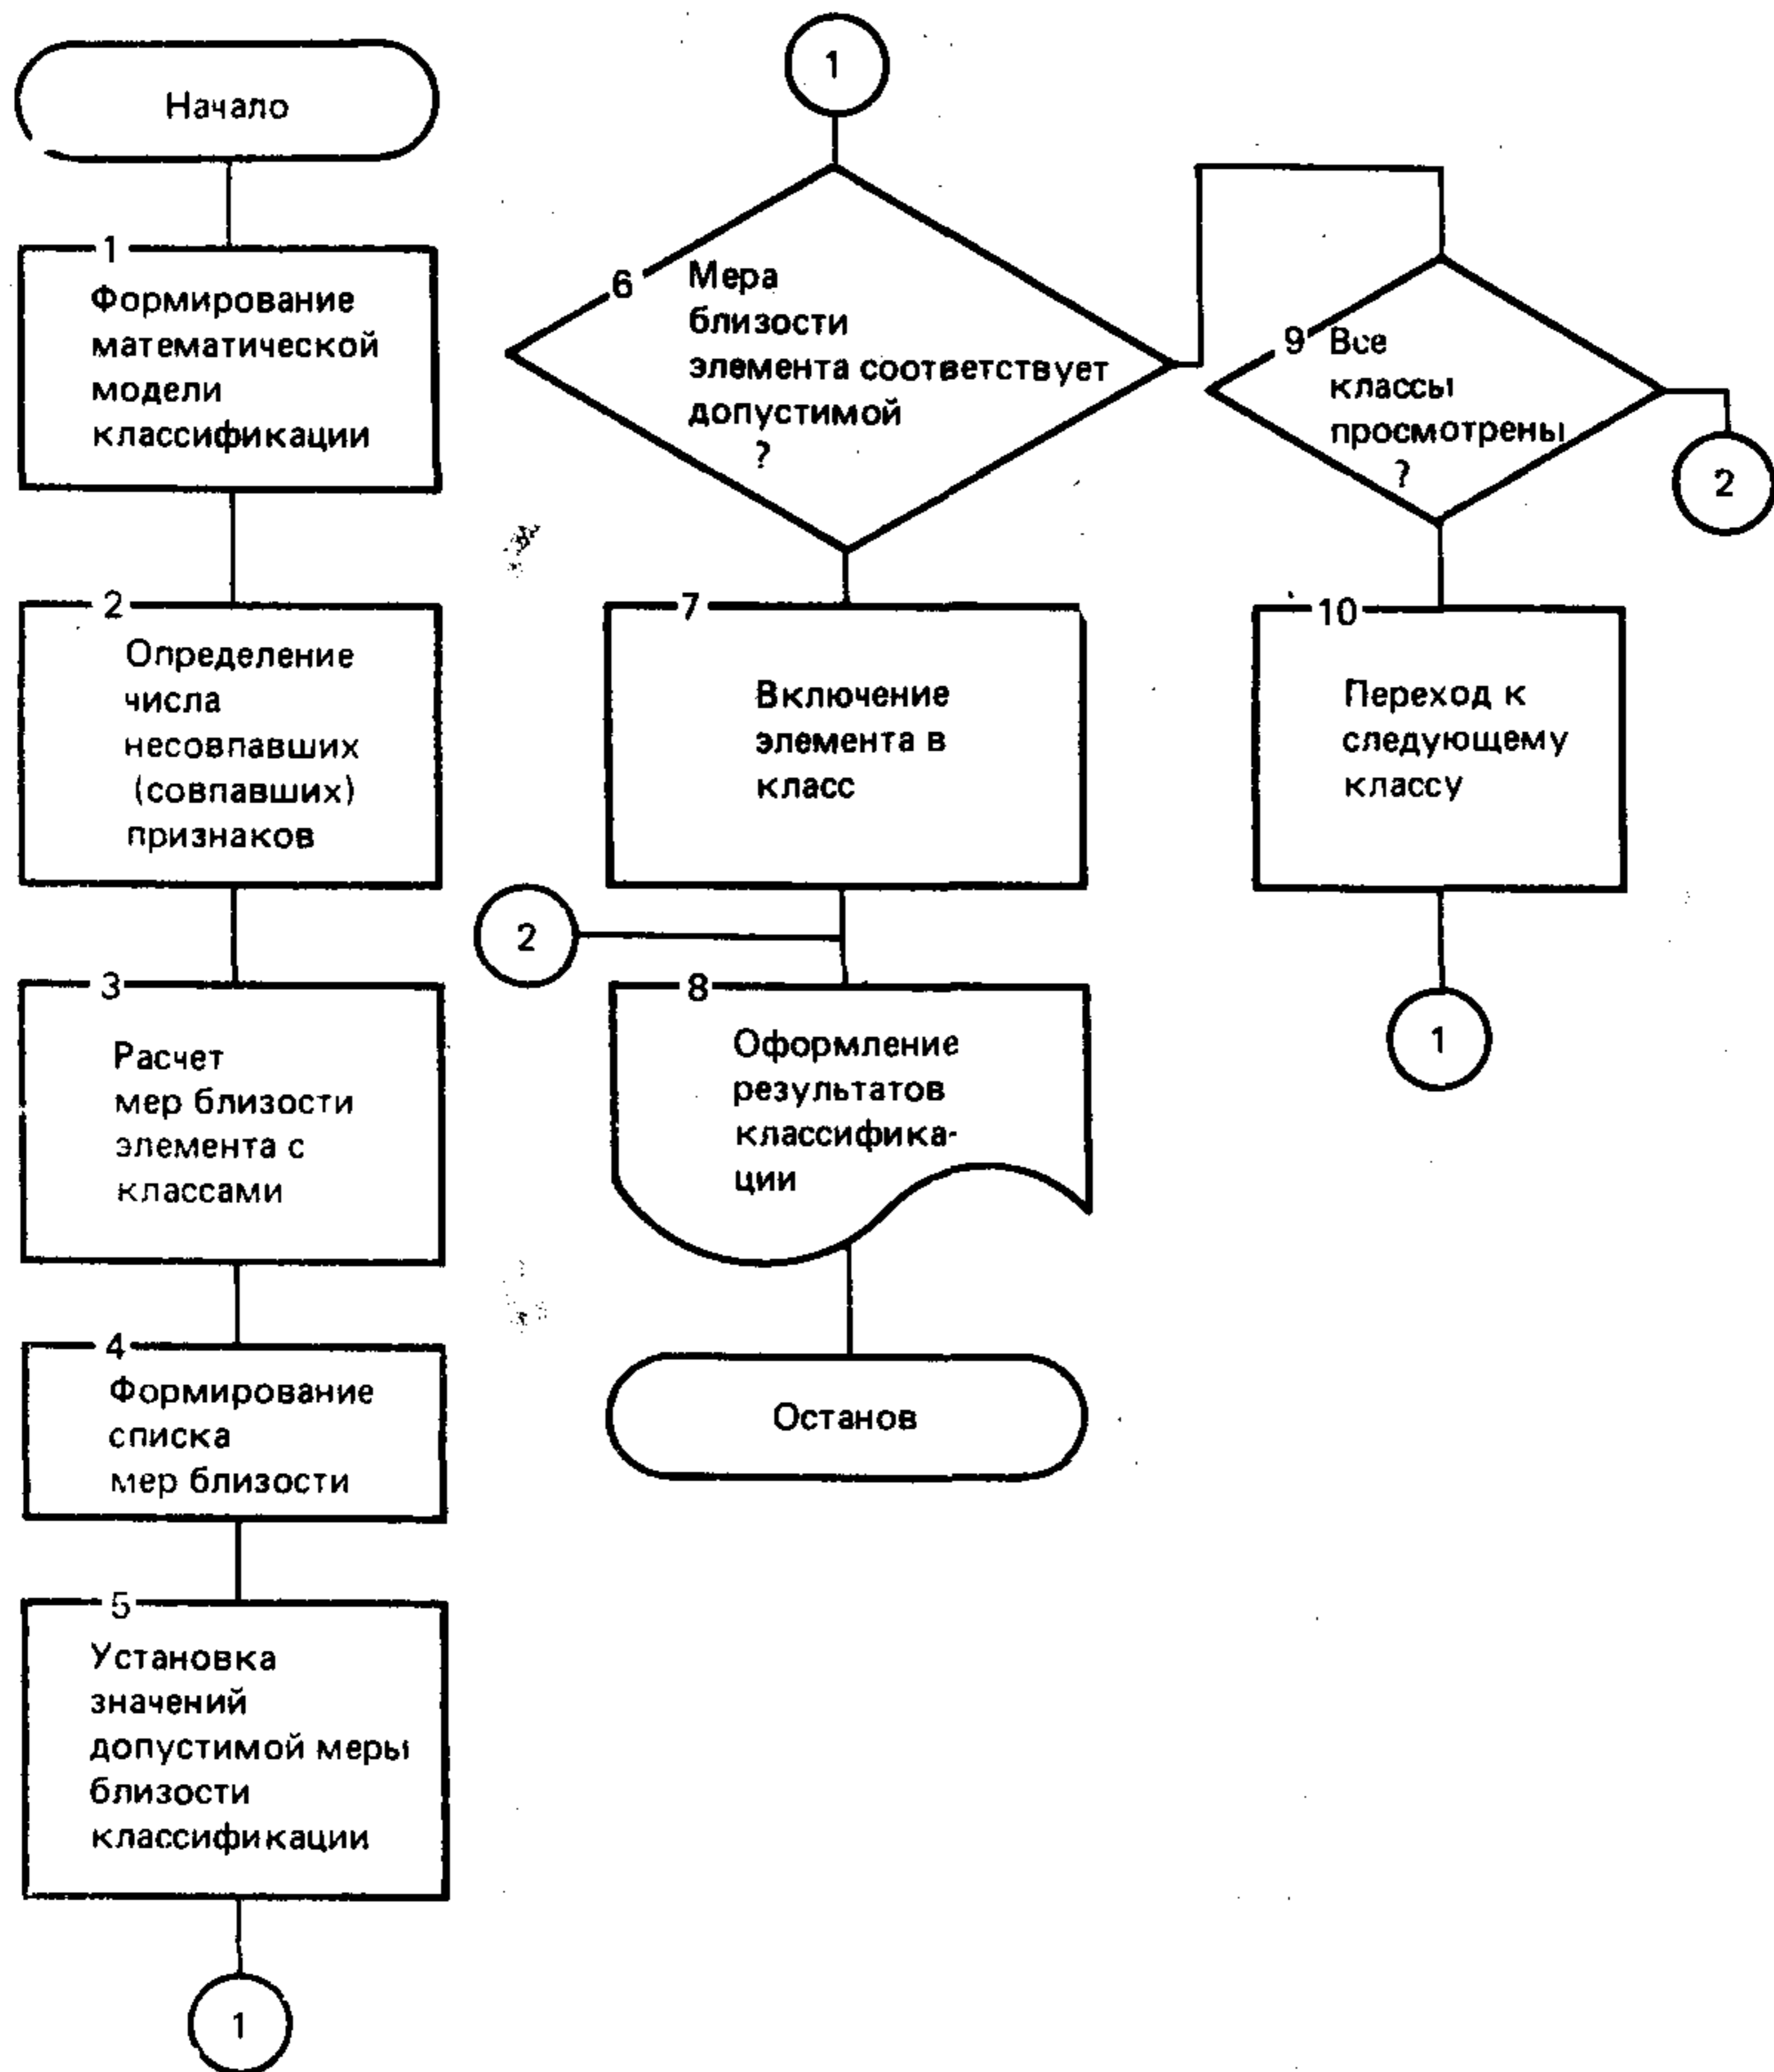 Начало
1
Формирование
математической
модели
классификации
2
Определение
числа
несовпавших
(совпавших)
признаков
3
Расчет
мер близости
элемента с
классами
4
Формирование
списка
мер близости
5
Установка
значений
допустимой меры
близости
классификации
1
1
6
Мера
близости
элемента соответствует
допустимой
?
7
Включение
элемента в
класс
2
8
Оформление
результатов
классифика-
ции
Останов
9
Все
классы
просмотрены
?
2
10
Переход к
следующему
классу
1